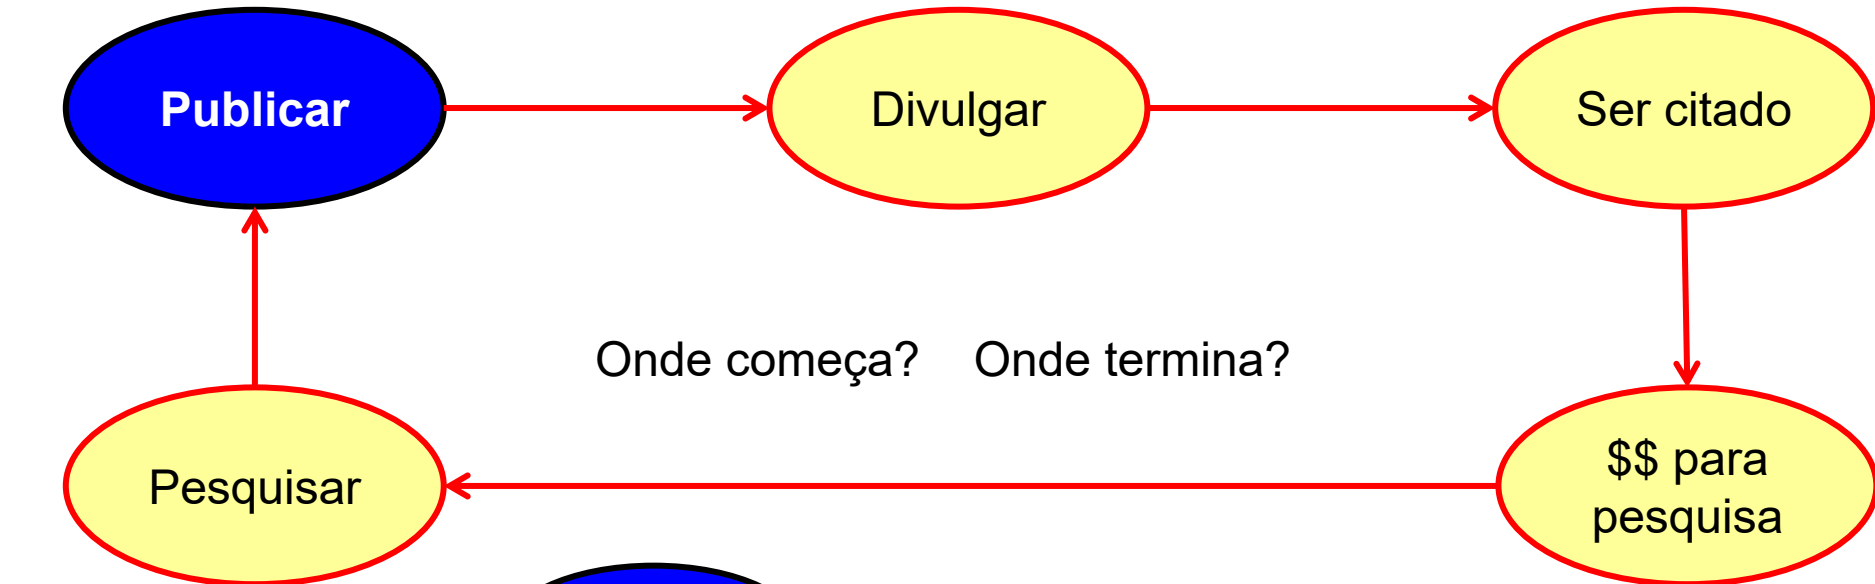 Publicar
Divulgar
Ser citado
Onde começa? Onde termina?
Pesquisar
$$ para
pesquisa